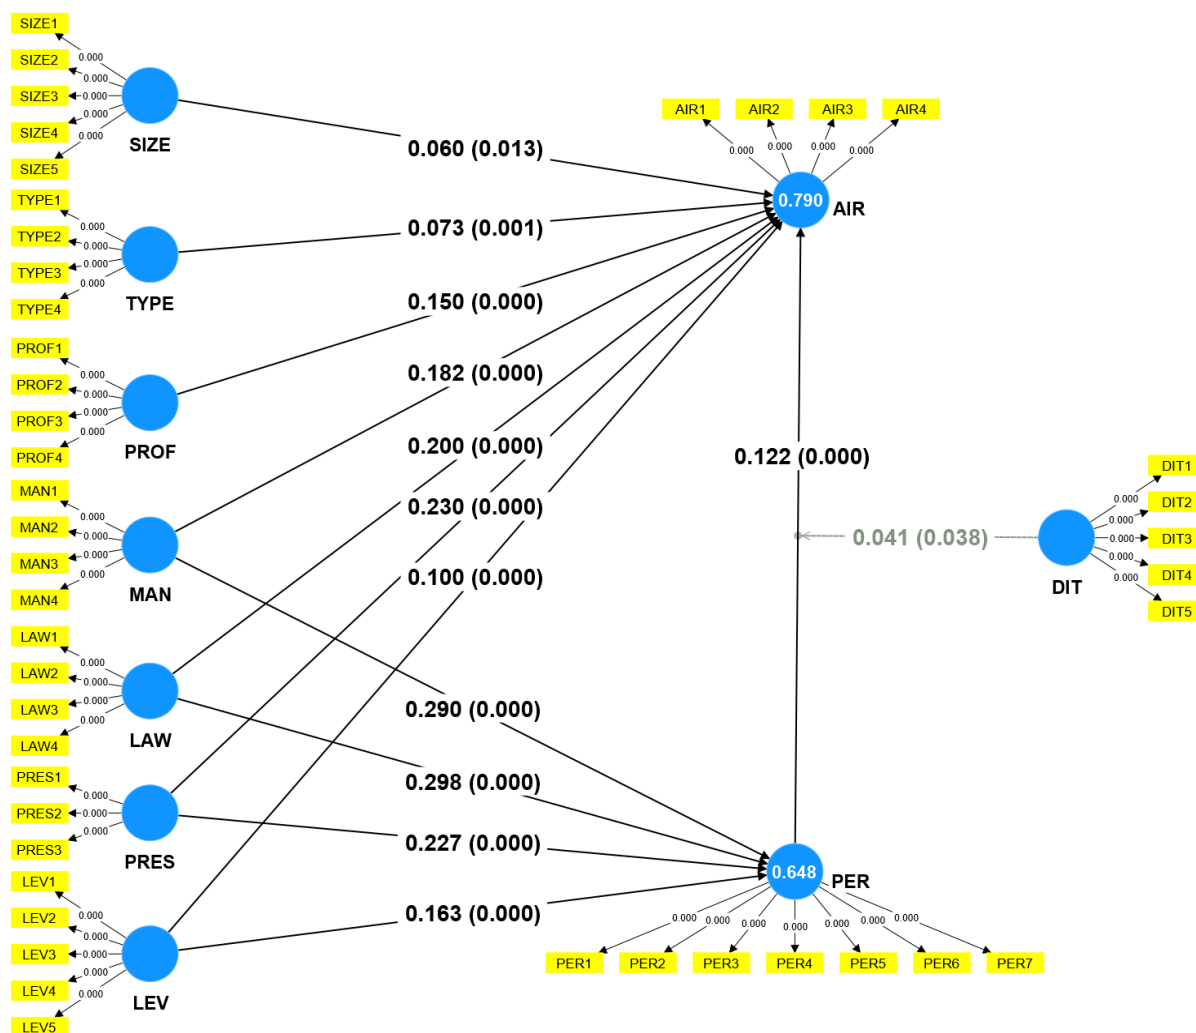 SIZE1
0.000
SIZE2
0.000
SIZE3
0.000
SIZE4
0.000
SIZE5
0.000
SIZE
TYPE1
0.000
TYPE2
0.000
TYPE3
0.000
TYPE4
0.000
TYPE
PROF1
0.000
PROF2
0.000
PROF3
0.000
PROF4
0.000
PROF
MAN1
0.000
MAN2
0.000
MAN3
0.000
MAN4
0.000
MAN
LAW1
0.000
LAW2
0.000
LAW3
0.000
LAW4
0.000
LAW
PRES1
0.000
PRES2
0.000
PRES3
0.000
PRES
LEV1
0.000
LEV2
0.000
LEV3
0.000
LEV4
0.000
LEV5
0.000
LEV
0.060 (0.013)
0.073 (0.001)
0.150 (0.000)
0.182 (0.000)
0.200 (0.000)
0.230 (0.000)
0.100 (0.000)
0.290 (0.000)
0.298 (0.000)
0.227 (0.000)
0.163 (0.000)
AIR1 AIR2 AIR3 AIR4
0.000 0.000 0.000 0.000
0.790 AIR
0.122 (0.000)
0.041 (0.038)
DIT1
0.000
DIT2
0.000
DIT3
0.000
DIT4
0.000
DIT5
0.000
DIT
0.648 PER
0.000 0.000 0.000 0.000 0.000 0.000 0.000
PER1 PER2 PER3 PER4 PER5 PER6 PER7